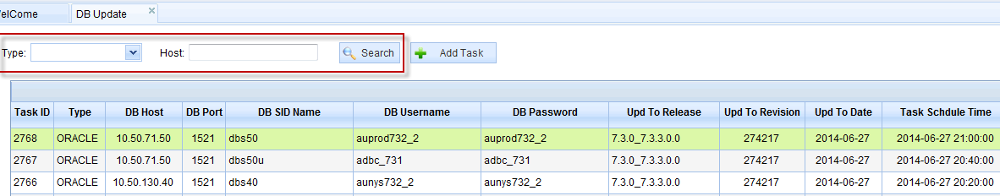 elCome DB Update
Type: Host: Search Add Task
Task ID Type DB Host DB Port DB SID Name DB Username DB Password Upd To Release Upd To Revision Upd To Date Task Schdule Time
2768 ORACLE 10.50.71.50 1521 dbs50 auprod732_2 auprod732_2 7.3.0_7.3.3.0.0 274217 2014-06-27 2014-06-27 21:00:00
2767 ORACLE 10.50.71.50 1521 dbs50u adbc_731 adbc_731 7.3.0_7.3.3.0.0 274217 2014-06-27 2014-06-27 20:40:00
2766 ORACLE 10.50.130.40 1521 dbs40 aunys732_2 aunys732_2 7.3.0_7.3.3.0.0 274217 2014-06-27 2014-06-27 20:20:00